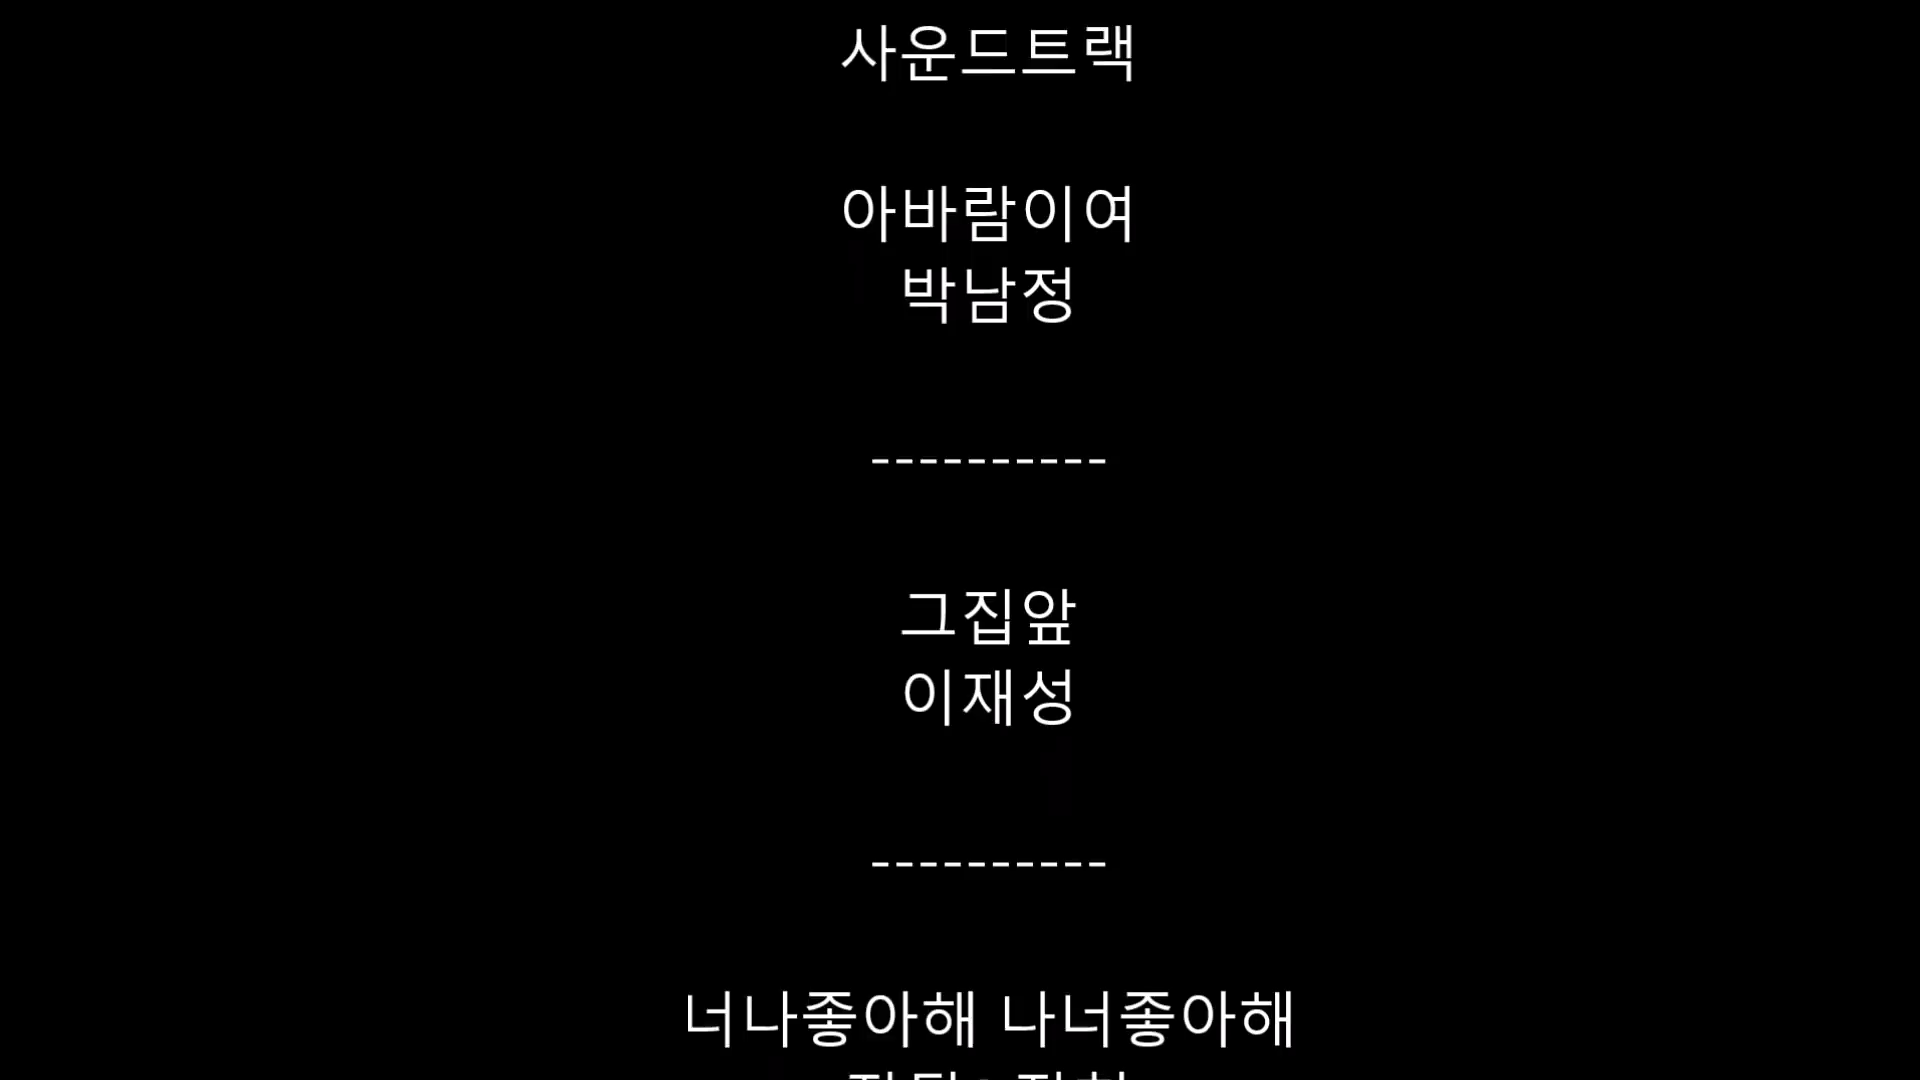 사운드트랙
아바람이여
박남정
----------
그집앞
이재성
----------
너나좋아해 나너좋아해